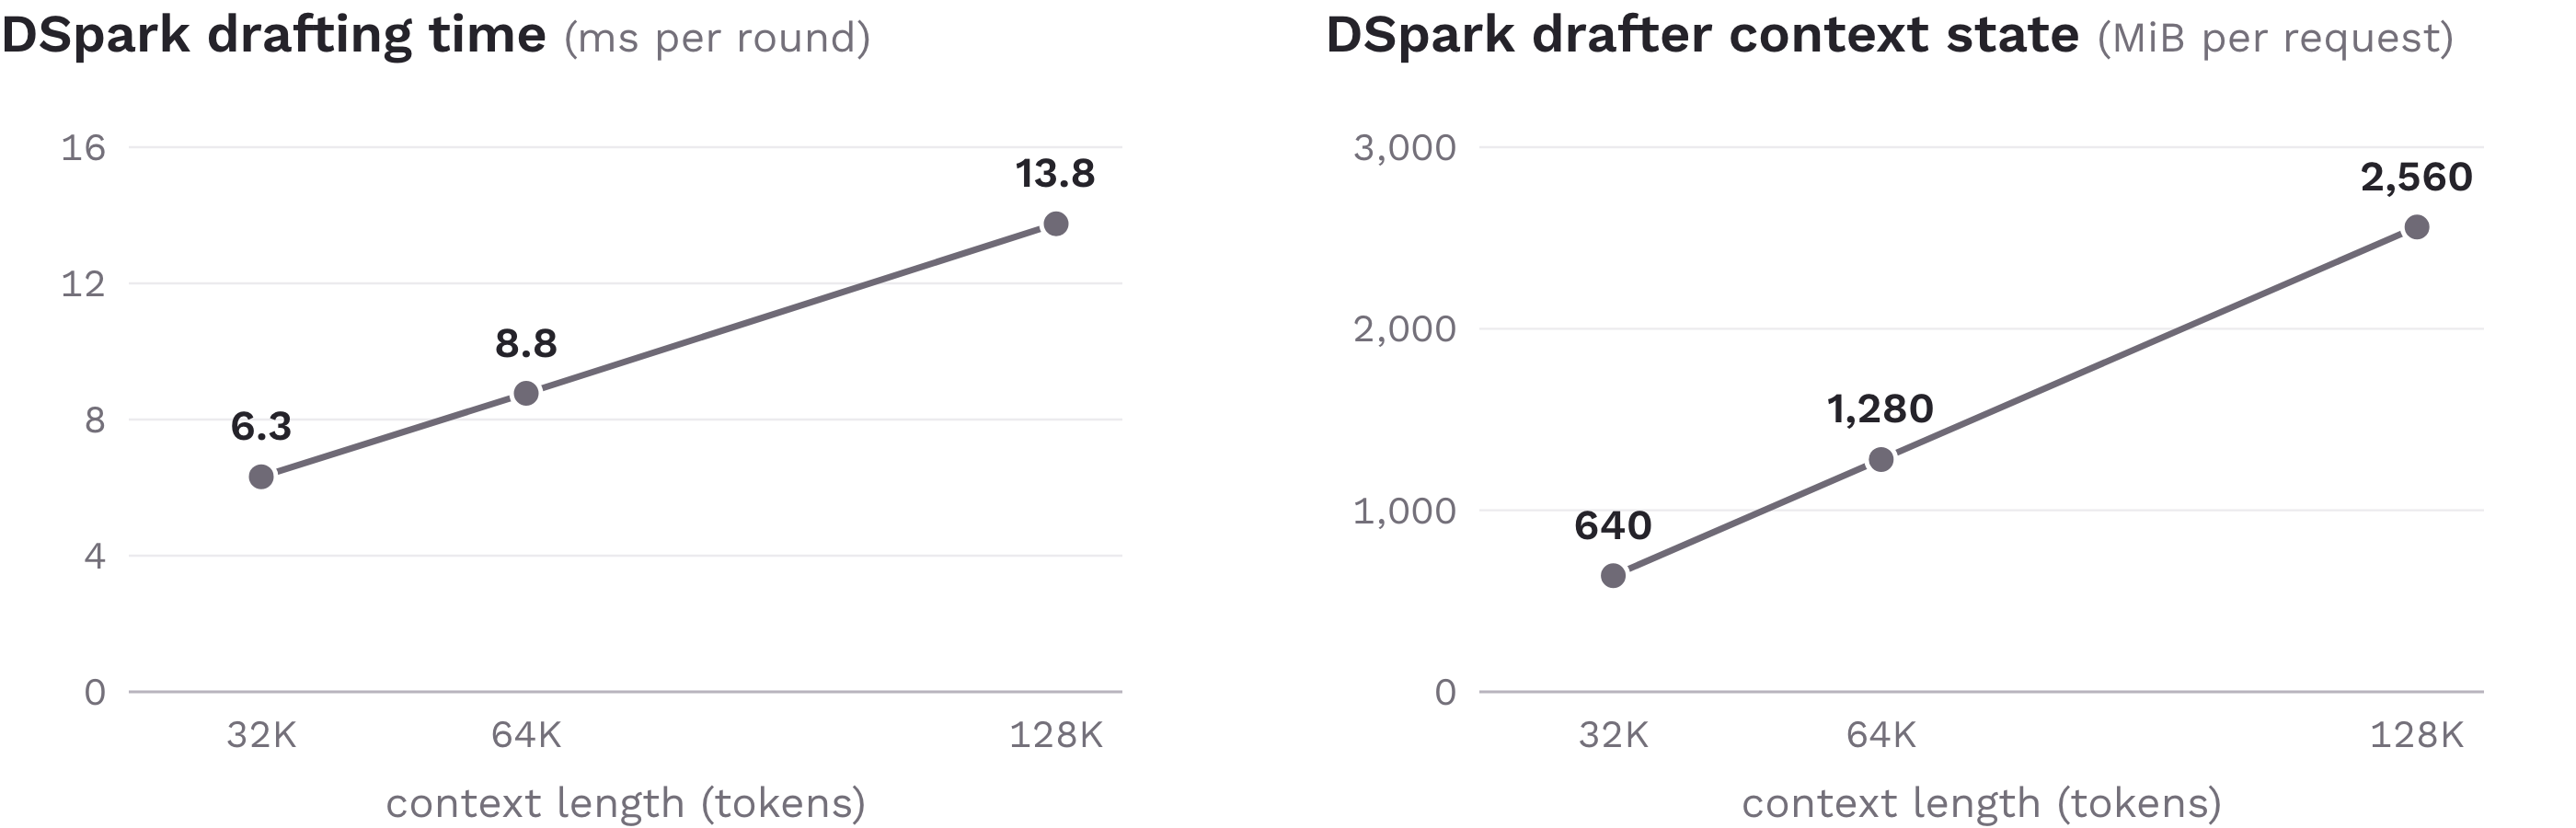 DSpark drafting time (ms per round)
16
12
8
4
0
13.8
8.8
6.3
32K 64K 128K
context length (tokens)
DSpark drafter context state (MiB per request)
3,000
2,000
1,000
0
2,560
1,280
640
32K 64K 128K
context length (tokens)